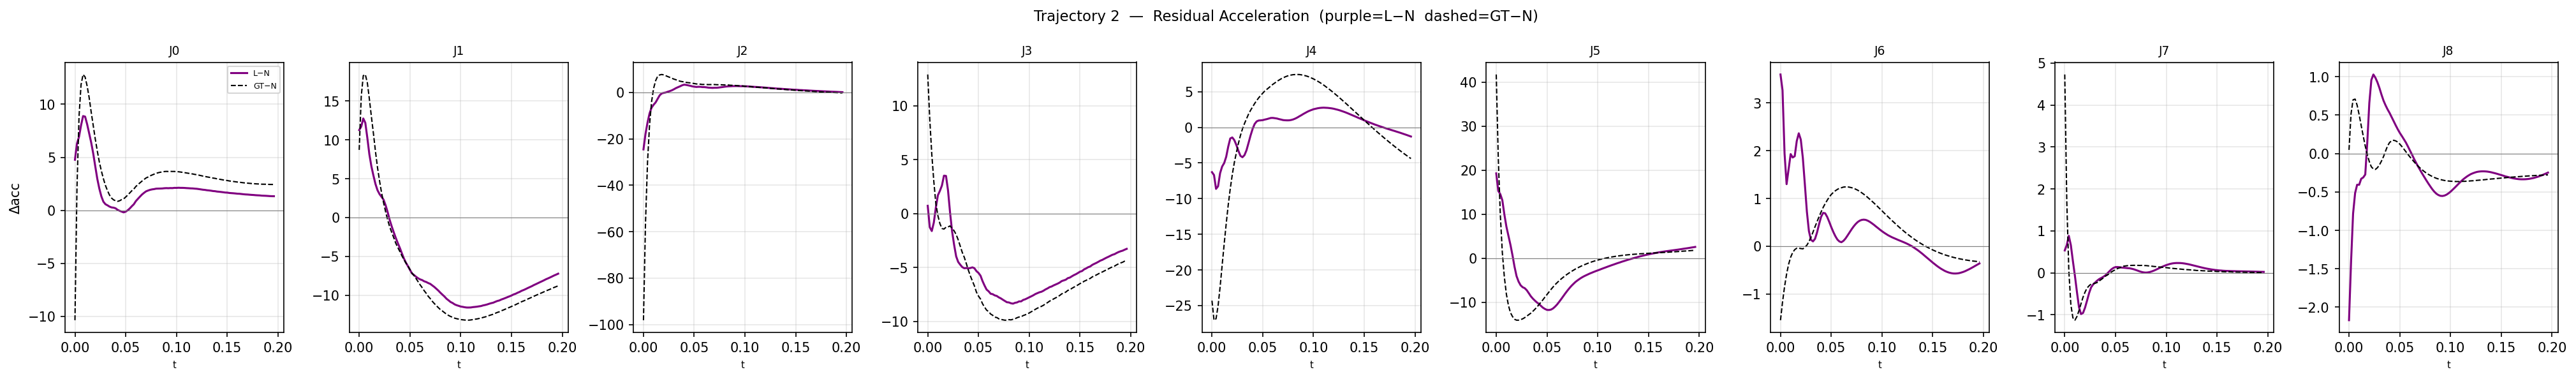 Trajectory 2 — Residual Acceleration (purple=L−N dashed=GT−N)
J0 J1 J2 J3 J4 J5 J6 J7 J8
L−N
GT−N
Δacc
10
5
0
−5
−10
0.00 0.05 0.10 0.15 0.20
t
15
10
5
0
−5
−10
0.00 0.05 0.10 0.15 0.20
t
0
−20
−40
−60
−80
−100
0.00 0.05 0.10 0.15 0.20
t
10
5
0
−5
−10
0.00 0.05 0.10 0.15 0.20
t
5
0
−5
−10
−15
−20
−25
0.00 0.05 0.10 0.15 0.20
t
40
30
20
10
0
−10
0.00 0.05 0.10 0.15 0.20
t
3
2
1
0
−1
0.00 0.05 0.10 0.15 0.20
t
5
4
3
2
1
0
−1
0.00 0.05 0.10 0.15 0.20
t
1.0
0.5
0.0
−0.5
−1.0
−1.5
−2.0
0.00 0.05 0.10 0.15 0.20
t